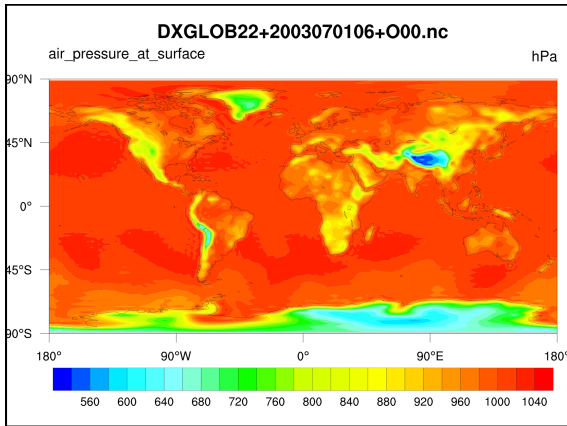 DXGLOB22+2003070106+O00.nc
air_pressure_at_surface hPa
90°N
45°N
0°
45°S
90°S
180° 90°W 0° 90°E 180°
560 600 640 680 720 760 800 840 880 920 960 1000 1040